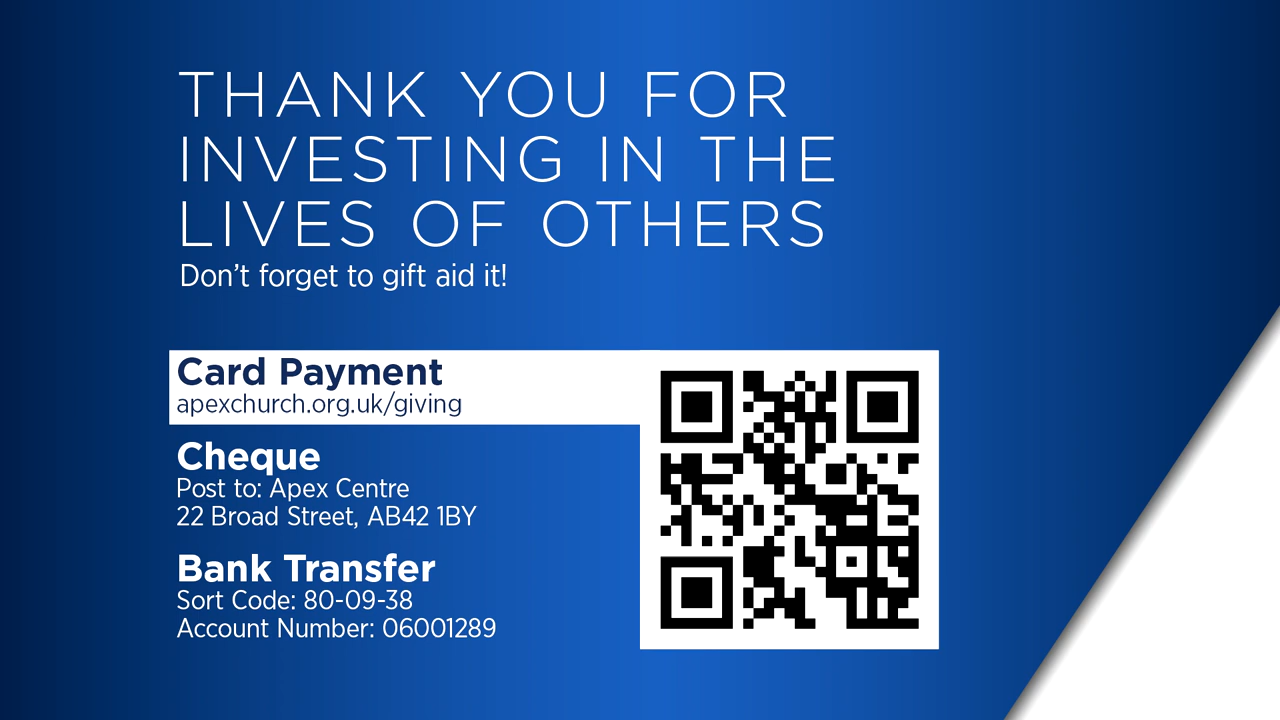 THANK YOU FOR
INVESTING IN THE
LIVES OF OTHERS
Don't forget to gift aid it!
Card Payment
apexchurch.org.uk/giving
Cheque
Post to: Apex Centre
22 Broad Street, AB42 1BY
Bank Transfer
Sort Code: 80-09-38
Account Number: 06001289